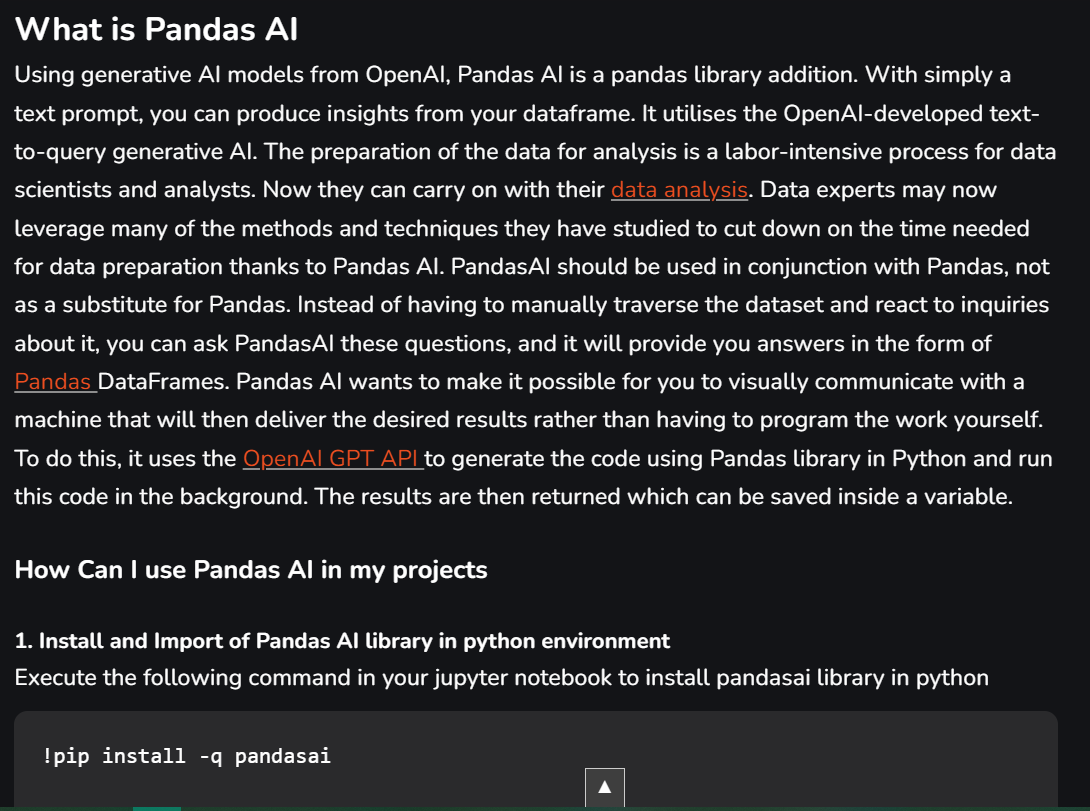 What is Pandas AI
Using generative AI models from OpenAI, Pandas AI is a pandas library addition. With simply a
text prompt, you can produce insights from your dataframe. It utilises the OpenAI-developed text-
to-query generative AI. The preparation of the data for analysis is a labor-intensive process for data
scientists and analysts. Now they can carry on with their data analysis. Data experts may now
leverage many of the methods and techniques they have studied to cut down on the time needed
for data preparation thanks to Pandas AI. PandasAI should be used in conjunction with Pandas, not
as a substitute for Pandas. Instead of having to manually traverse the dataset and react to inquiries
about it, you can ask PandasAI these questions, and it will provide you answers in the form of
Pandas DataFrames. Pandas AI wants to make it possible for you to visually communicate with a
machine that will then deliver the desired results rather than having to program the work yourself.
To do this, it uses the OpenAI GPT API to generate the code using Pandas library in Python and run
this code in the background. The results are then returned which can be saved inside a variable.
How Can I use Pandas AI in my projects
1. Install and Import of Pandas AI library in python environment
Execute the following command in your jupyter notebook to install pandasai library in python
!pip install -q pandasai